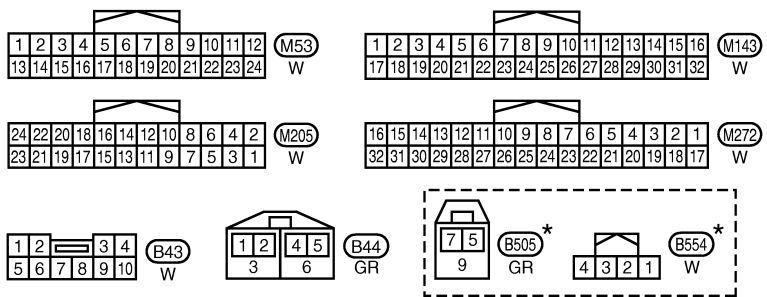 1 2 3 4 5 6 7 8 9 10 11 12 M53
13 14 15 16 17 18 19 20 21 22 23 24 W
1 2 3 4 5 6 7 8 9 10 11 12 13 14 15 16 M143
17 18 19 20 21 22 23 24 25 26 27 28 29 30 31 32 W
24 22 20 18 16 14 12 10 8 6 4 2 M205
23 21 19 17 15 13 11 9 7 5 3 1 W
16 15 14 13 12 11 10 9 8 7 6 5 4 3 2 1 M272
32 31 30 29 28 27 26 25 24 23 22 21 20 19 18 17 W
1 2 3 4 B43
5 6 7 8 9 10 W
1 2 4 5 B44
3 6 GR
7 5 B505 *
9 GR
B554 *
4 3 2 1 W